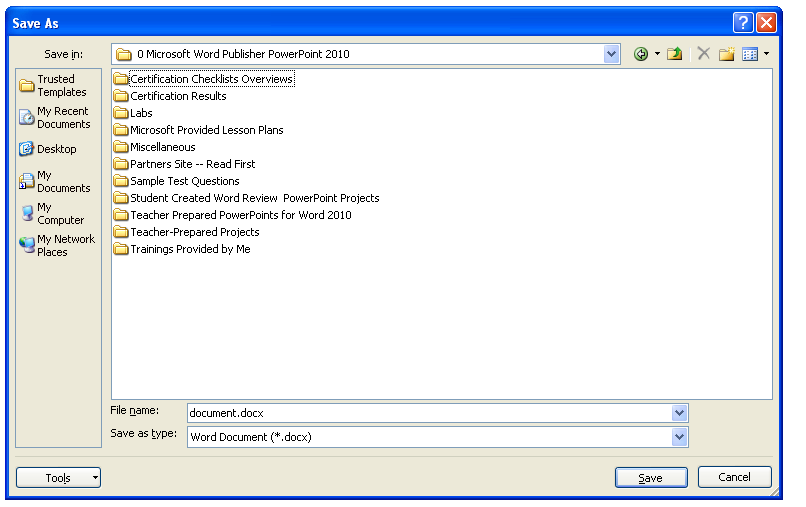 Save As
Save in:
0 Microsoft Word Publisher PowerPoint 2010
Trusted
Templates
My Recent
Documents
Desktop
My
Documents
My
Computer
My Network
Places
Certification Checklists Overviews
Certification Results
Labs
Microsoft Provided Lesson Plans
Miscellaneous
Partners Site -- Read First
Sample Test Questions
Student Created Word Review  PowerPoint Projects
Teacher Prepared PowerPoints for Word 2010
Teacher-Prepared Projects
Trainings Provided by Me
File name:
document.docx
Save as type:
Word Document (*.docx)
Tools
Save
Cancel